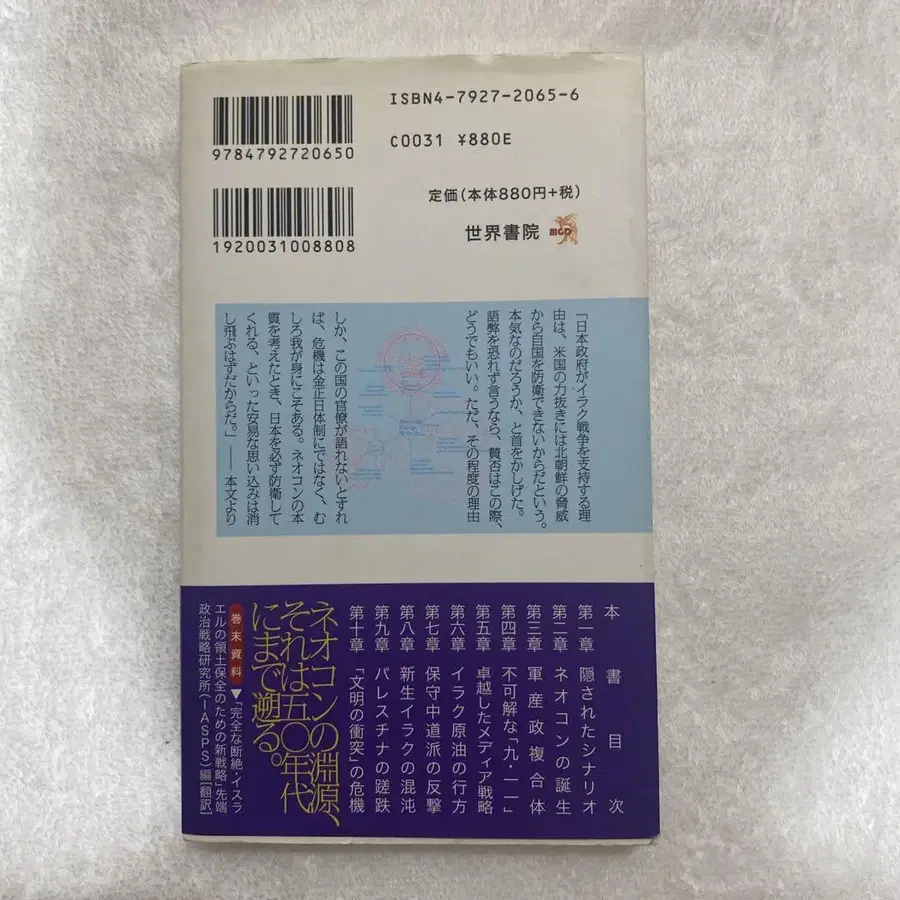 ISBN4-7927-2065-6
9784792720650
C0031 ¥880E
定価(本体880円+税)
1920031008808
世界書院
MGD
「日本政府がイラク戦争を支持する理
由は、米国の力抜きには北朝鮮の脅威
から自国を防衛できないからだという。
本気なのだろうか、と首をかしげた。
語弊を恐れず言うなら、賛否はこの際、
どうでもいい。ただ、その程度の理由
しか、この国の官僚が語れないとすれ
ば、危機は金正日体制にではなく、む
しろ我が身にこそある。ネオコンの本
質を考えたとき、日本を必ず防衛して
くれる、といった安易な思い込みは消
し飛ぶはずだからだ。」――本文より
本書目次
第一章 隠されたシナリオ
第二章 ネオコンの誕生
第三章 軍産政複合体
第四章 不可解な「九・一一」
第五章 卓越したメディア戦略
第六章 イラク原油の行方
第七章 保守中道派の反撃
第八章 新生イラクの混沌
第九章 パレスチナの蹉跌
第十章 「文明の衝突」の危機
ネオコンの淵源、
それは五〇年代
にまで遡る。
巻末資料▼「完全な断絶・イスラ
エルの領土保全のための新戦略」先端
政治戦略研究所(IASPS)編[翻訳]